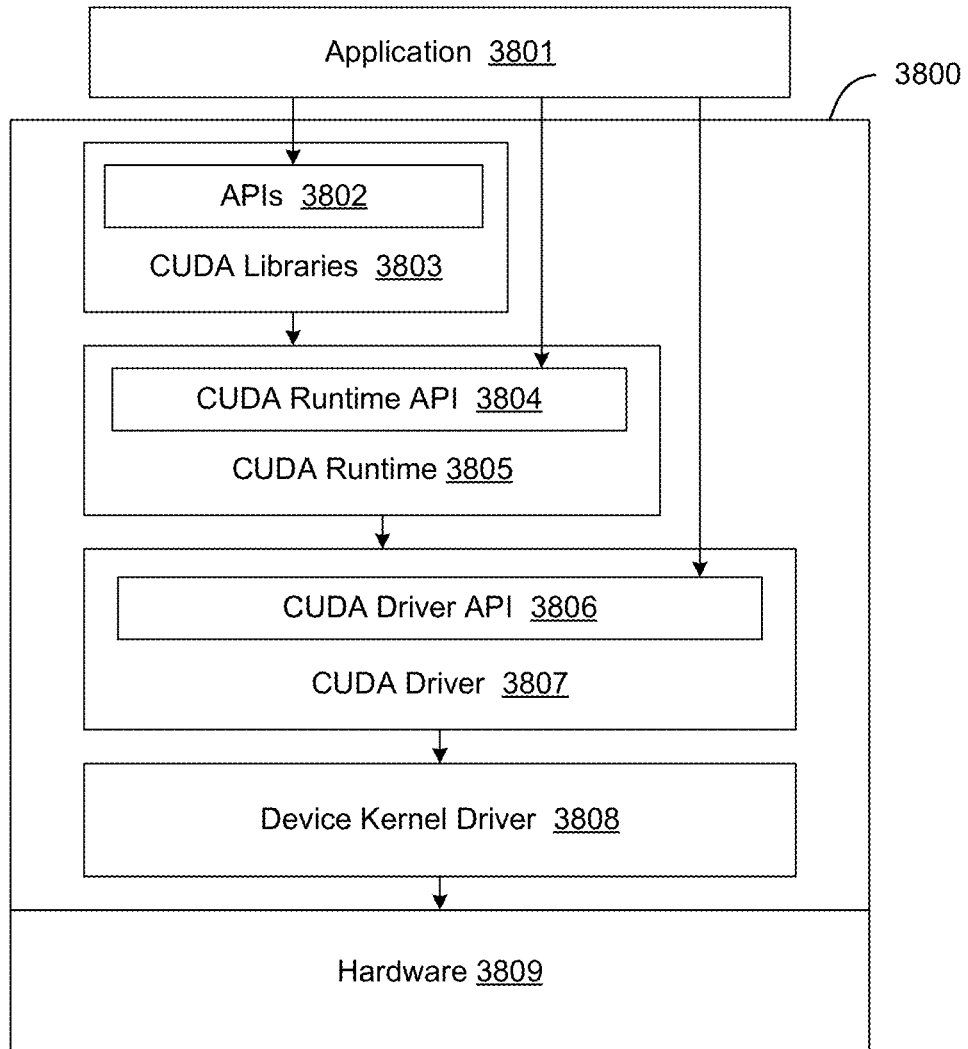 Application 3801
3800
APIs 3802
CUDA Libraries 3803
CUDA Runtime API 3804
CUDA Runtime 3805
CUDA Driver API 3806
CUDA Driver 3807
Device Kernel Driver 3808
Hardware 3809